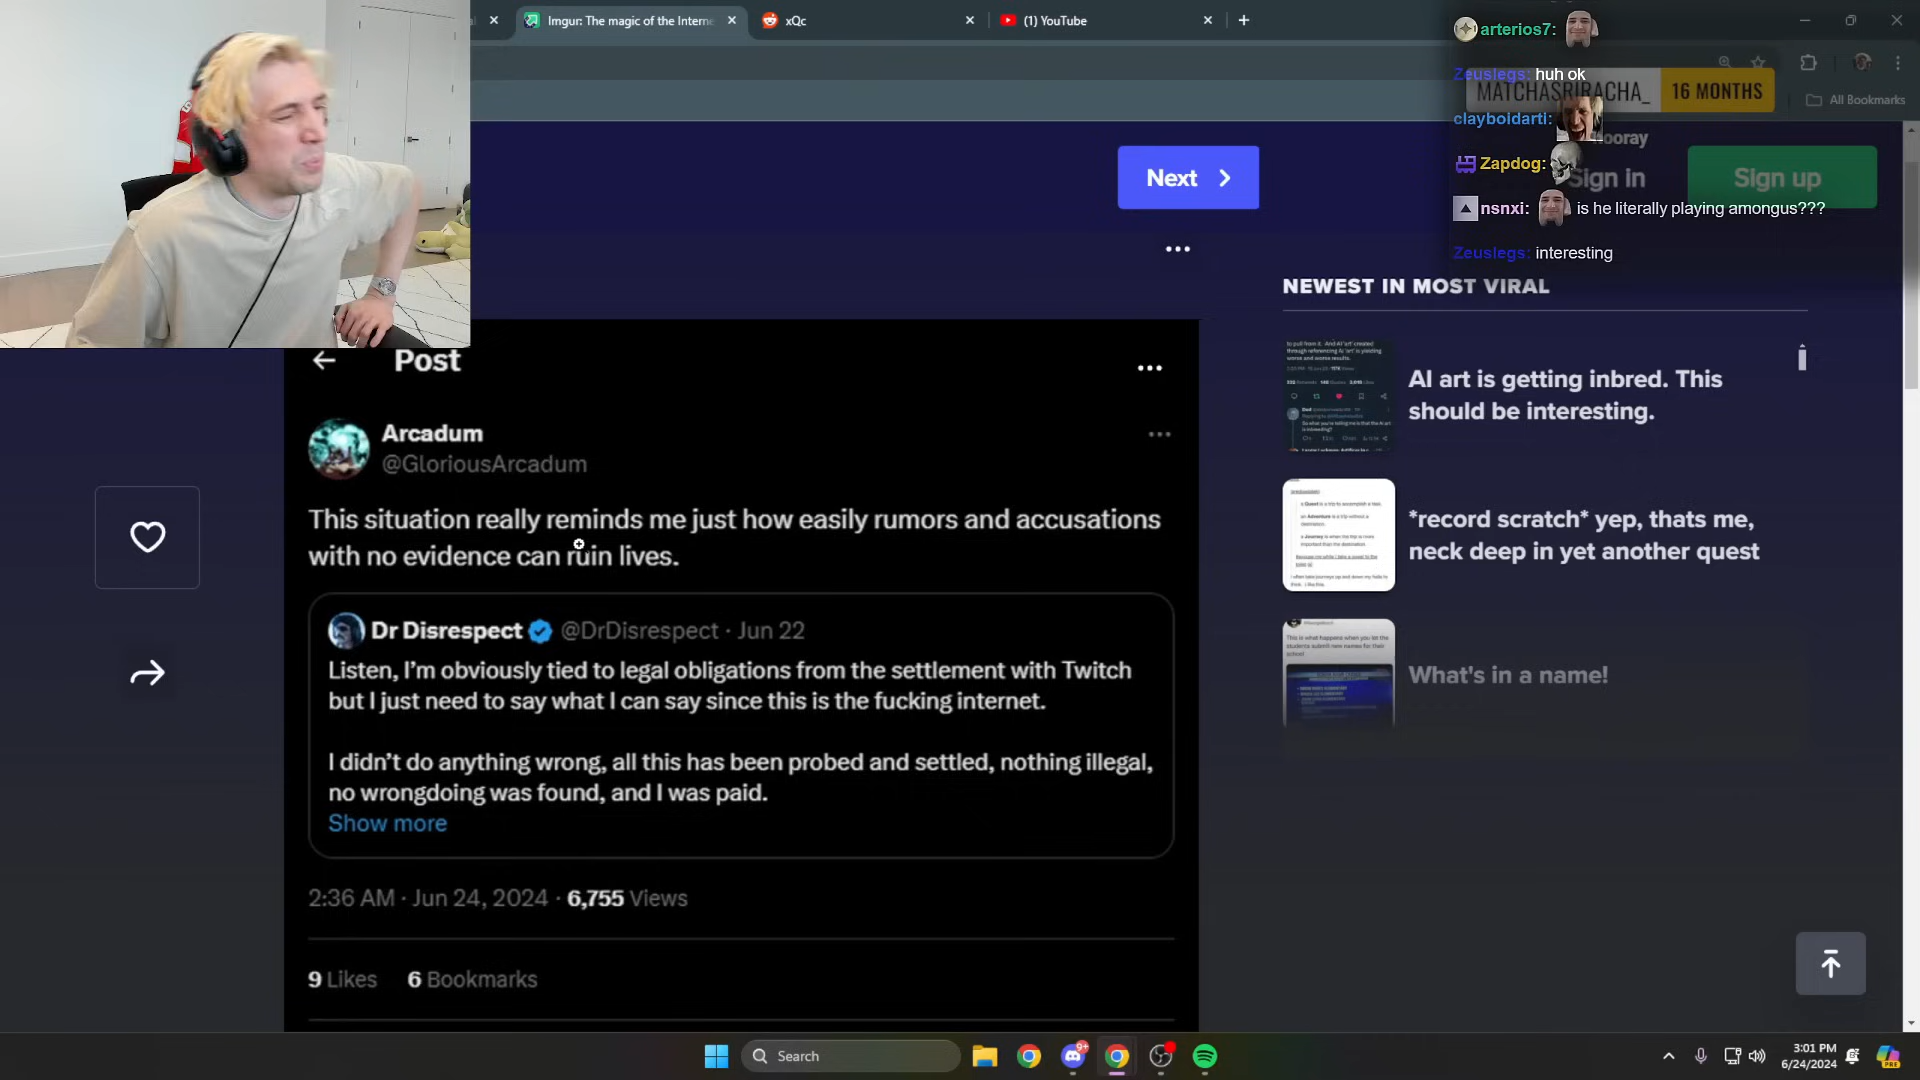 Imgur: The magic of the Interne
xQc
(1) YouTube
arterios7:
Zeuslegs: huh ok
MATCHASRIRACHA_ 16 MONTHS
All Bookmarks
clayboidarti:
ooray
Zapdog:
Next
Sign in
Sign up
nsnxi: is he literally playing amongus???
Zeuslegs: interesting
NEWEST IN MOST VIRAL
AI art is getting inbred. This
should be interesting.
*record scratch* yep, thats me,
neck deep in yet another quest
What's in a name!
Post
Arcadum
@GloriousArcadum
This situation really reminds me just how easily rumors and accusations
with no evidence can ruin lives.
Dr Disrespect @DrDisrespect · Jun 22
Listen, I'm obviously tied to legal obligations from the settlement with Twitch
but I just need to say what I can say since this is the fucking internet.
I didn't do anything wrong, all this has been probed and settled, nothing illegal,
no wrongdoing was found, and I was paid.
Show more
2:36 AM · Jun 24, 2024 · 6,755 Views
9 Likes 6 Bookmarks
Search
9+
3:01 PM
6/24/2024